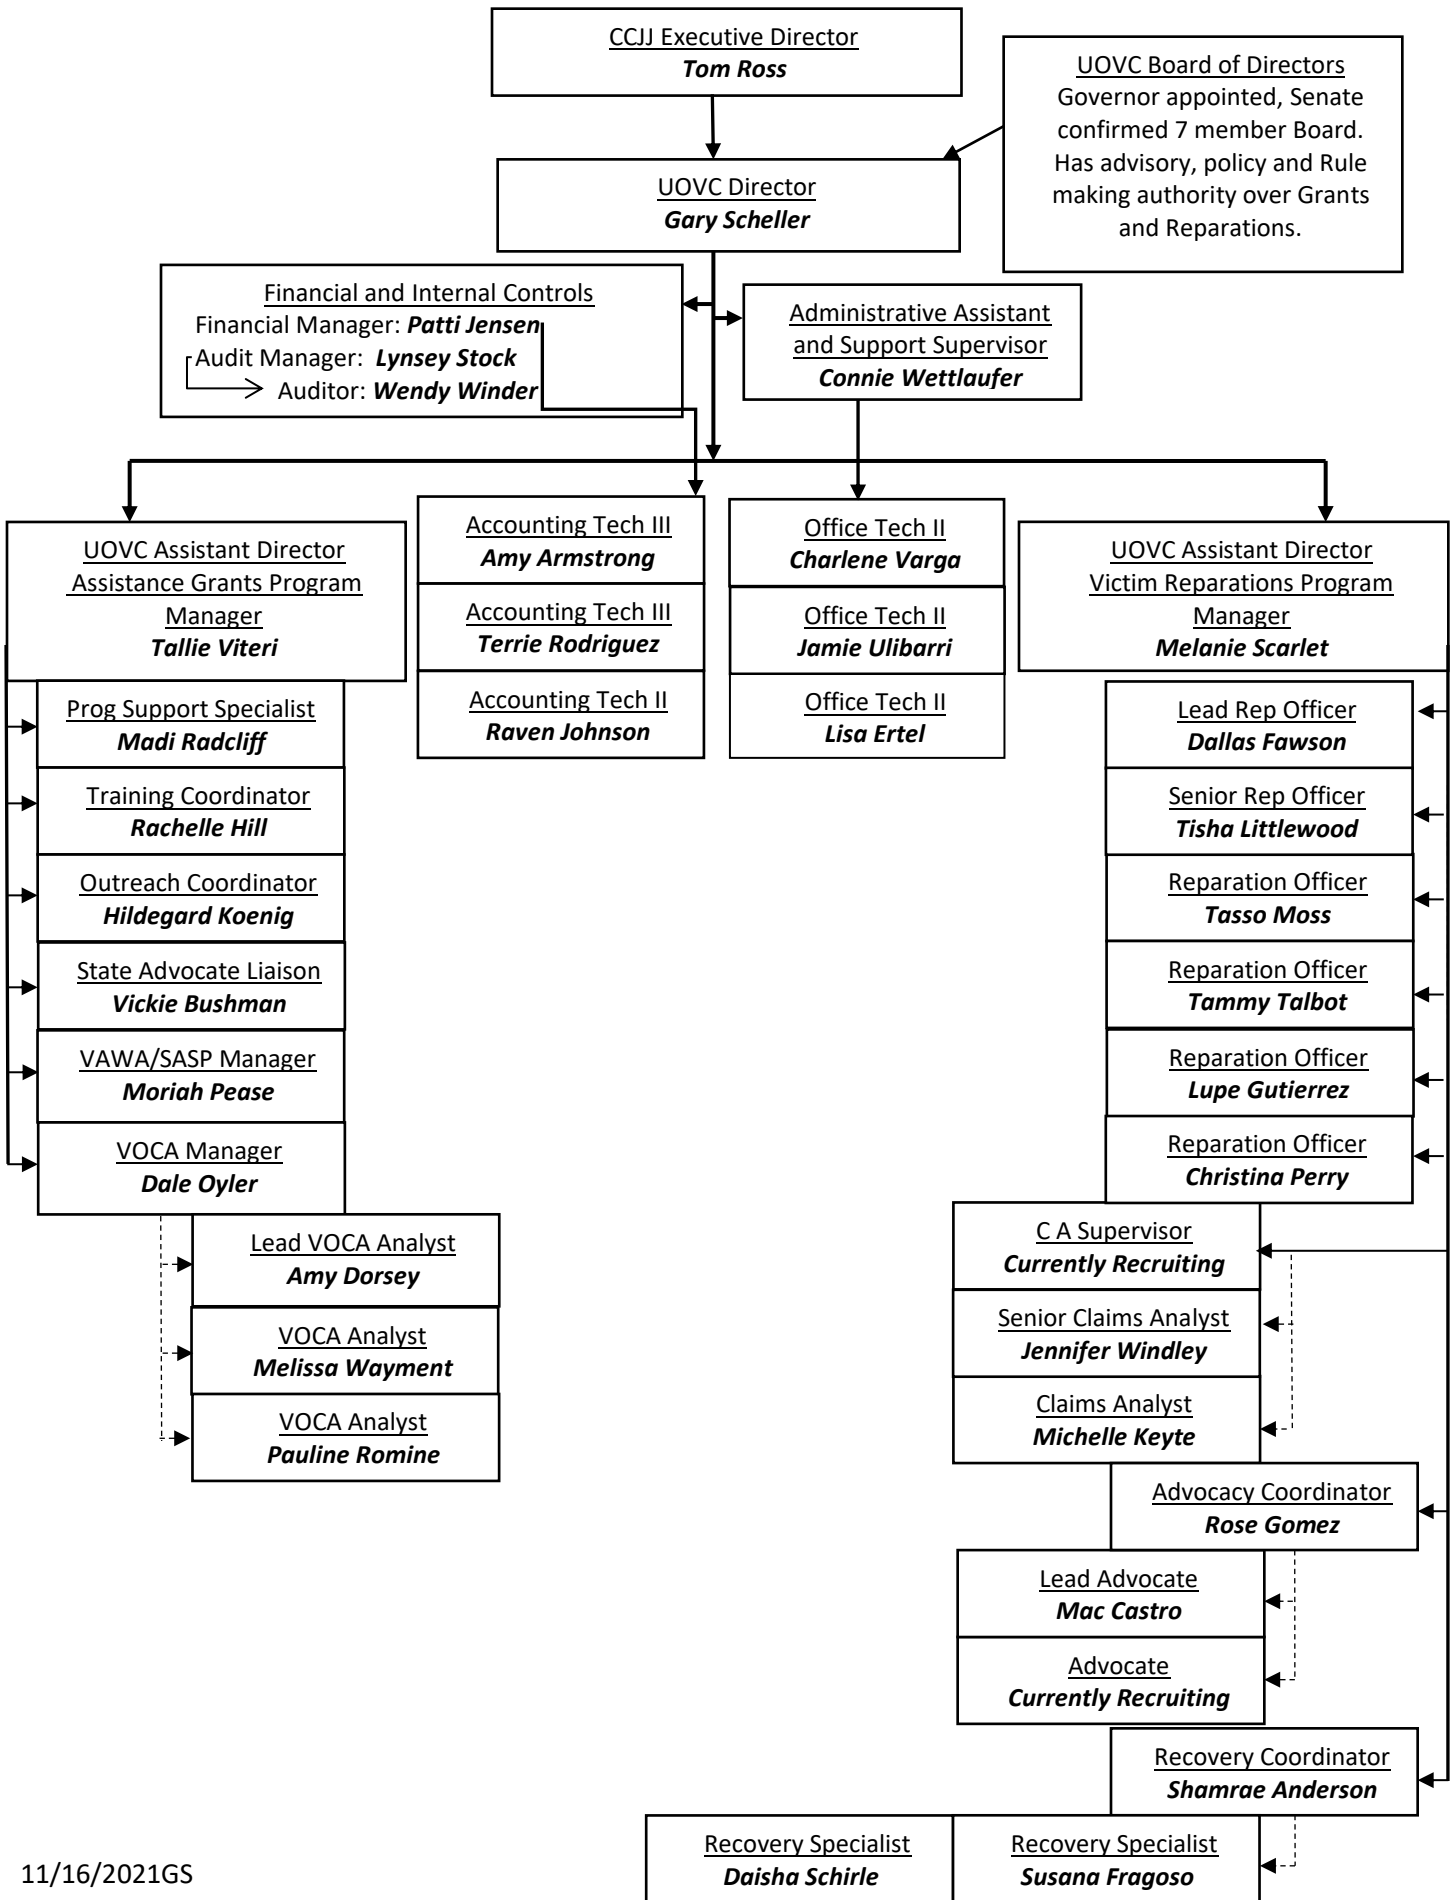 CCJJ Executive Director
Tom Ross
UOVC Board of Directors
Governor appointed, Senate
confirmed 7 member Board.
Has advisory, policy and Rule
making authority over Grants
and Reparations.
UOVC Director
Gary Scheller
Financial and Internal Controls
Financial Manager: Patti Jensen
Audit Manager: Lynsey Stock
Auditor: Wendy Winder
Administrative Assistant
and Support Supervisor
Connie Wettlaufer
UOVC Assistant Director
Assistance Grants Program
Manager
Tallie Viteri
Accounting Tech III
Amy Armstrong
Accounting Tech III
Terrie Rodriguez
Accounting Tech II
Raven Johnson
Office Tech II
Charlene Varga
Office Tech II
Jamie Ulibarri
Office Tech II
Lisa Ertel
UOVC Assistant Director
Victim Reparations Program
Manager
Melanie Scarlet
Prog Support Specialist
Madi Radcliff
Training Coordinator
Rachelle Hill
Outreach Coordinator
Hildegard Koenig
State Advocate Liaison
Vickie Bushman
VAWA/SASP Manager
Moriah Pease
VOCA Manager
Dale Oyler
Lead VOCA Analyst
Amy Dorsey
VOCA Analyst
Melissa Wayment
VOCA Analyst
Pauline Romine
Lead Rep Officer
Dallas Fawson
Senior Rep Officer
Tisha Littlewood
Reparation Officer
Tasso Moss
Reparation Officer
Tammy Talbot
Reparation Officer
Lupe Gutierrez
Reparation Officer
Christina Perry
C A Supervisor
Currently Recruiting
Senior Claims Analyst
Jennifer Windley
Claims Analyst
Michelle Keyte
Advocacy Coordinator
Rose Gomez
Lead Advocate
Mac Castro
Advocate
Currently Recruiting
Recovery Coordinator
Shamrae Anderson
Recovery Specialist
Daisha Schirle
Recovery Specialist
Susana Fragoso
11/16/2021GS